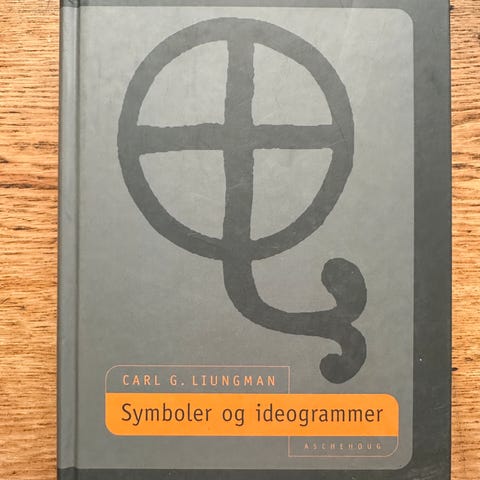 CARL G. LIUNGMAN
Symboler og ideogrammer
ASCHEHOUG